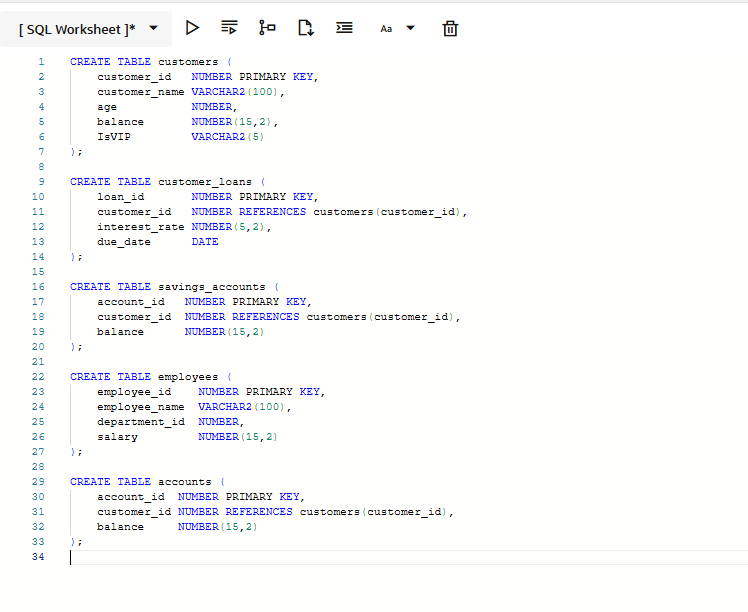 [ SQL Worksheet ]* Aa
1 CREATE TABLE customers (
2 customer_id NUMBER PRIMARY KEY,
3 customer_name VARCHAR2(100),
4 age NUMBER,
5 balance NUMBER(15,2),
6 IsVIP VARCHAR2(5)
7 );
8
9 CREATE TABLE customer_loans (
10 loan_id NUMBER PRIMARY KEY,
11 customer_id NUMBER REFERENCES customers(customer_id),
12 interest_rate NUMBER(5,2),
13 due_date DATE
14 );
15
16 CREATE TABLE savings_accounts (
17 account_id NUMBER PRIMARY KEY,
18 customer_id NUMBER REFERENCES customers(customer_id),
19 balance NUMBER(15,2)
20 );
21
22 CREATE TABLE employees (
23 employee_id NUMBER PRIMARY KEY,
24 employee_name VARCHAR2(100),
25 department_id NUMBER,
26 salary NUMBER(15,2)
27 );
28
29 CREATE TABLE accounts (
30 account_id NUMBER PRIMARY KEY,
31 customer_id NUMBER REFERENCES customers(customer_id),
32 balance NUMBER(15,2)
33 );
34